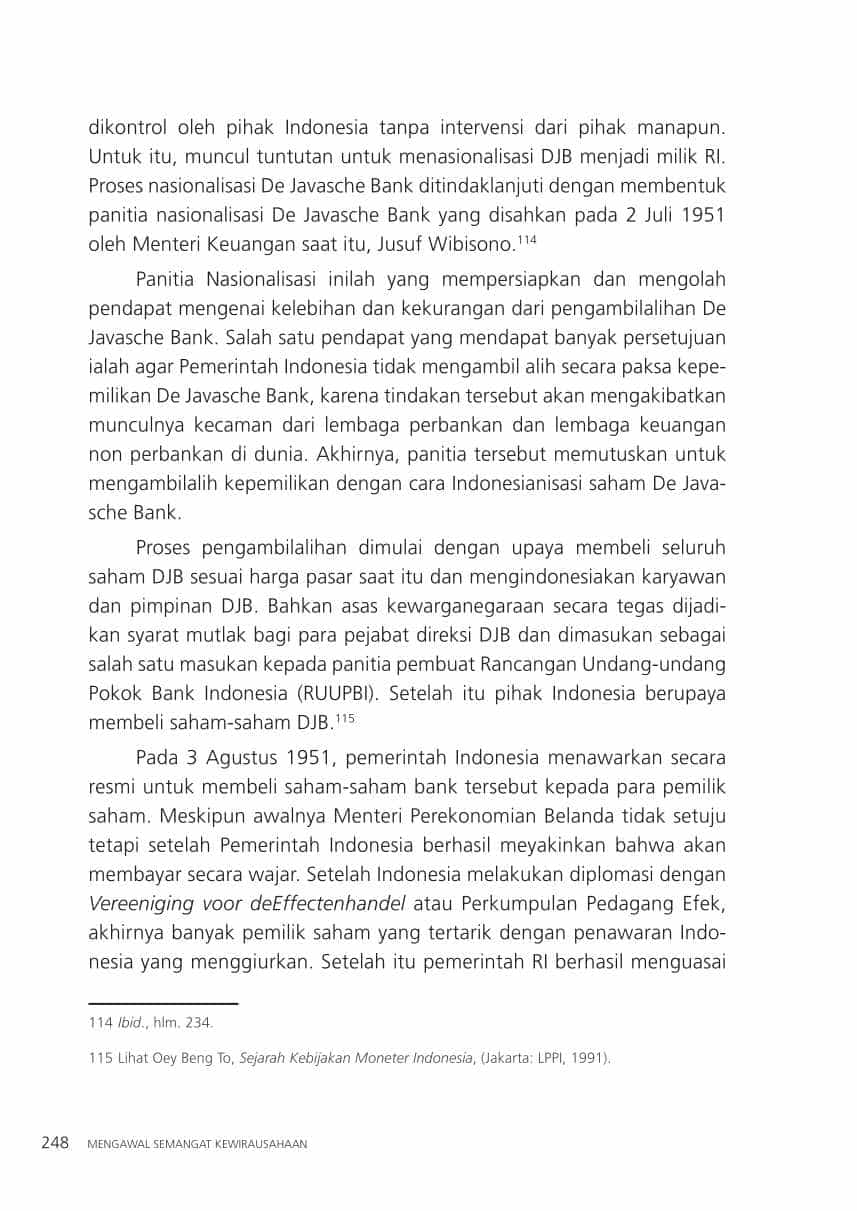 dikontrol oleh pihak Indonesia tanpa intervensi dari pihak manapun.
Untuk itu, muncul tuntutan untuk menasionalisasi DJB menjadi milik RI.
Proses nasionalisasi De Javasche Bank ditindaklanjuti dengan membentuk
panitia nasionalisasi De Javasche Bank yang disahkan pada 2 Juli 1951
oleh Menteri Keuangan saat itu, Jusuf Wibisono.114
Panitia Nasionalisasi inilah yang mempersiapkan dan mengolah
pendapat mengenai kelebihan dan kekurangan dari pengambilalihan De
Javasche Bank. Salah satu pendapat yang mendapat banyak persetujuan
ialah agar Pemerintah Indonesia tidak mengambil alih secara paksa kepe-
milikan De Javasche Bank, karena tindakan tersebut akan mengakibatkan
munculnya kecaman dari lembaga perbankan dan lembaga keuangan
non perbankan di dunia. Akhirnya, panitia tersebut memutuskan untuk
mengambilalih kepemilikan dengan cara Indonesianisasi saham De Java-
sche Bank.
Proses pengambilalihan dimulai dengan upaya membeli seluruh
saham DJB sesuai harga pasar saat itu dan mengindonesiakan karyawan
dan pimpinan DJB. Bahkan asas kewarganegaraan secara tegas dijadi-
kan syarat mutlak bagi para pejabat direksi DJB dan dimasukan sebagai
salah satu masukan kepada panitia pembuat Rancangan Undang-undang
Pokok Bank Indonesia (RUUPBI). Setelah itu pihak Indonesia berupaya
membeli saham-saham DJB.115
Pada 3 Agustus 1951, pemerintah Indonesia menawarkan secara
resmi untuk membeli saham-saham bank tersebut kepada para pemilik
saham. Meskipun awalnya Menteri Perekonomian Belanda tidak setuju
tetapi setelah Pemerintah Indonesia berhasil meyakinkan bahwa akan
membayar secara wajar. Setelah Indonesia melakukan diplomasi dengan
Vereeniging voor deEffectenhandel atau Perkumpulan Pedagang Efek,
akhirnya banyak pemilik saham yang tertarik dengan penawaran Indo-
nesia yang menggiurkan. Setelah itu pemerintah RI berhasil menguasai
114 Ibid., hlm. 234.
115 Lihat Oey Beng To, Sejarah Kebijakan Moneter Indonesia, (Jakarta: LPPI, 1991).
248 MENGAWAL SEMANGAT KEWIRAUSAHAAN